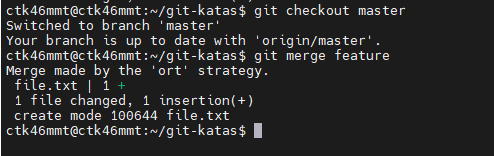 ctk46mmt@ctk46mmt:~/git-katas$ git checkout master
Switched to branch 'master'
Your branch is up to date with 'origin/master'.
ctk46mmt@ctk46mmt:~/git-katas$ git merge feature
Merge made by the 'ort' strategy.
 file.txt | 1 +
 1 file changed, 1 insertion(+)
 create mode 100644 file.txt
ctk46mmt@ctk46mmt:~/git-katas$